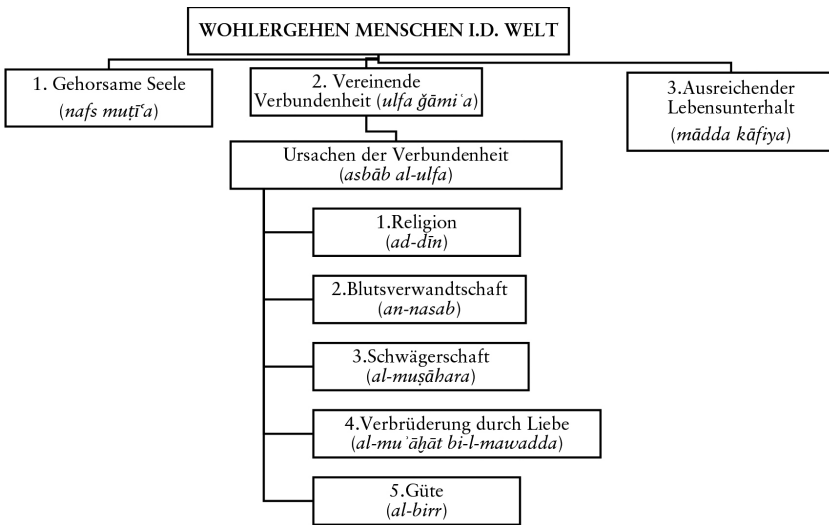 WOHLERGEHEN MENSCHEN I.D. WELT
1. Gehorsame Seele
(nafs muṭīʿa)
2. Vereinende
Verbundenheit (ulfa ǧāmiʿa)
3.Ausreichender
Lebensunterhalt
(mādda kāfiya)
Ursachen der Verbundenheit
(asbāb al-ulfa)
1.Religion
(ad-dīn)
2.Blutsverwandtschaft
(an-nasab)
3.Schwägerschaft
(al-muṣāhara)
4.Verbrüderung durch Liebe
(al-muʾāḫāt bi-l-mawadda)
5.Güte
(al-birr)